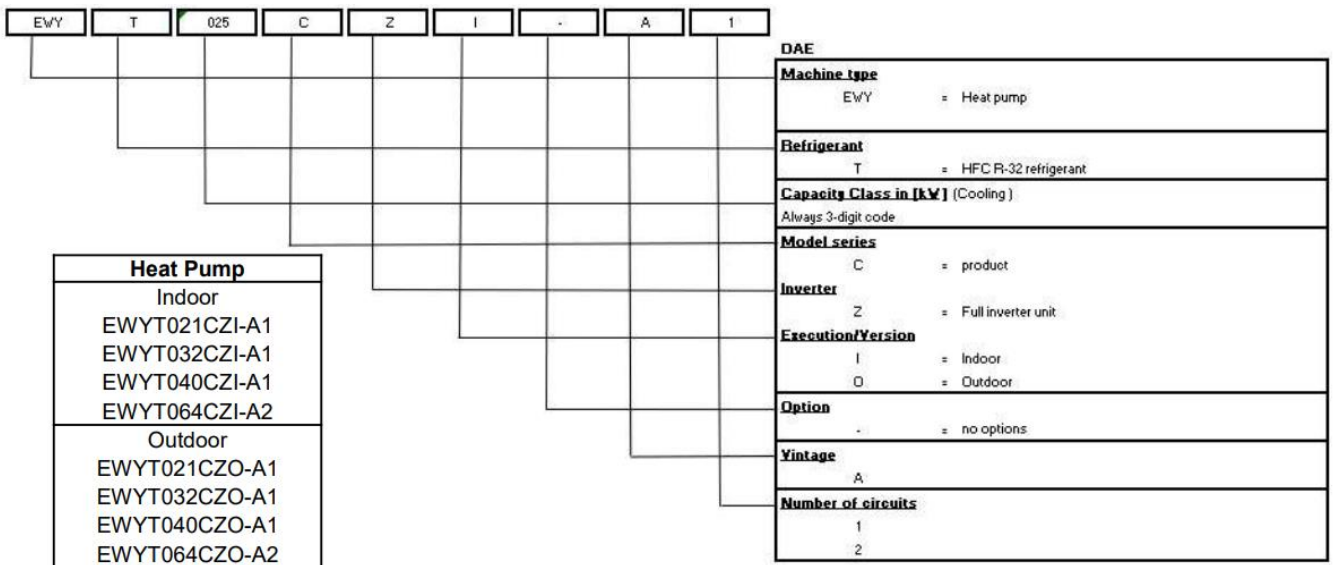 EWY T 025 C Z I - A 1
DAE
Machine type
EWY = Heat pump
Refrigerant
T = HFC R-32 refrigerant
Capacity Class in [kW] (Cooling)
Always 3-digit code
Model series
C = product
Inverter
Z = Full inverter unit
Execution/Version
I = Indoor
O = Outdoor
Option
- = no options
Vintage
A
Number of circuits
1
2
Heat Pump
Indoor
EWYT021CZI-A1
EWYT032CZI-A1
EWYT040CZI-A1
EWYT064CZI-A2
Outdoor
EWYT021CZO-A1
EWYT032CZO-A1
EWYT040CZO-A1
EWYT064CZO-A2